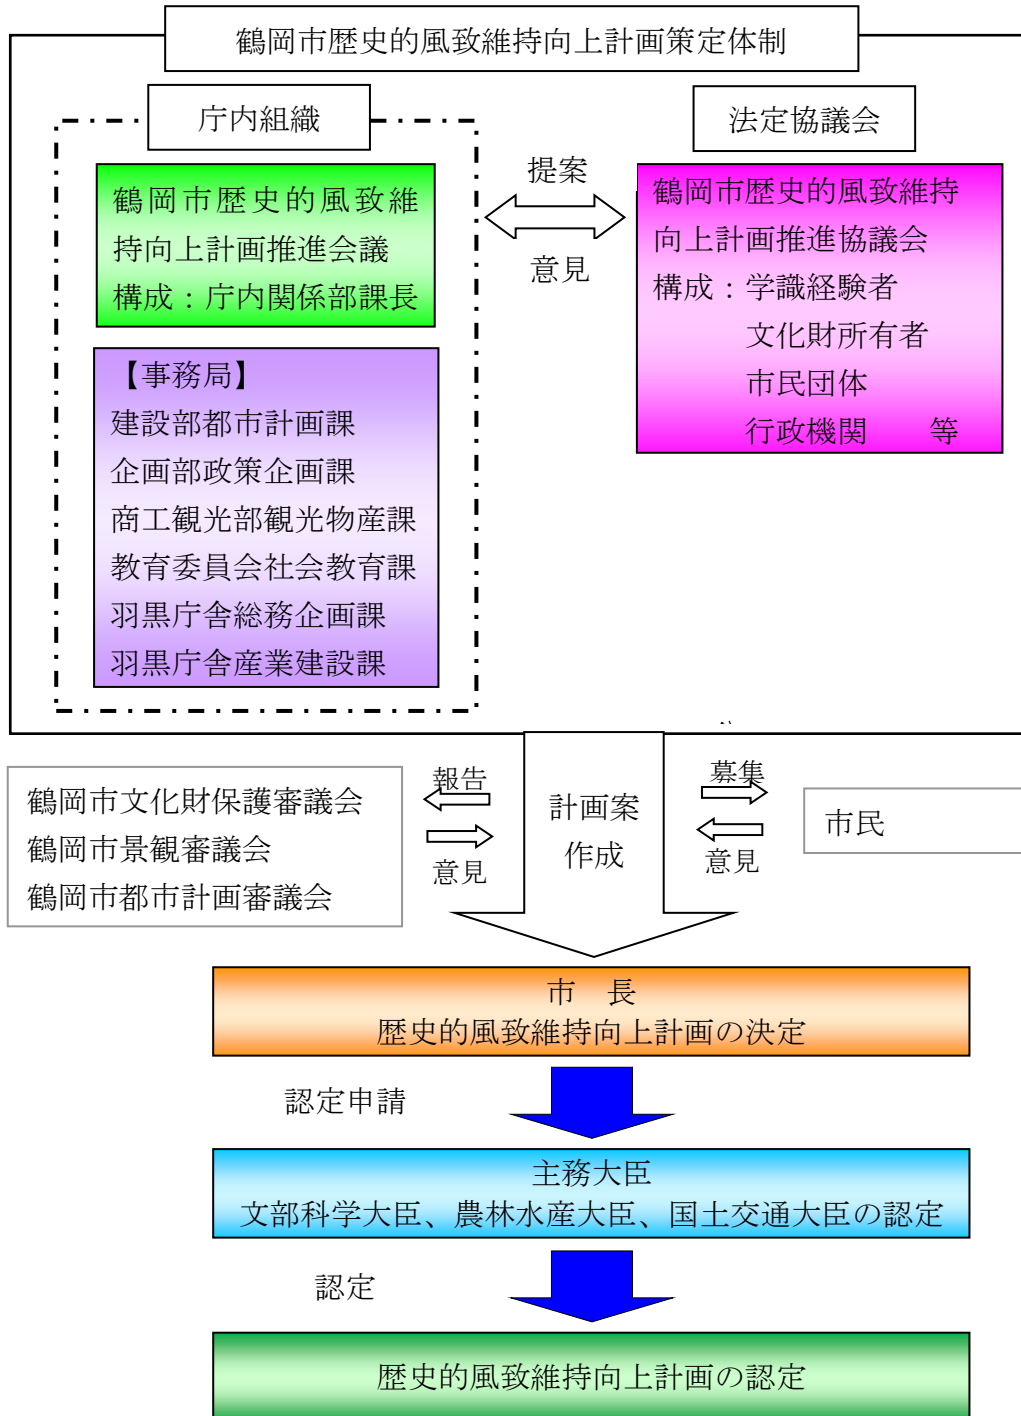 鶴岡市歴史的風致維持向上計画策定体制
庁内組織
鶴岡市歴史的風致維
持向上計画推進会議
構成：庁内関係部課長
【事務局】
建設部都市計画課
企画部政策企画課
商工観光部観光物産課
教育委員会社会教育課
羽黒庁舎総務企画課
羽黒庁舎産業建設課
提案
意見
法定協議会
鶴岡市歴史的風致維持
向上計画推進協議会
構成：学識経験者
文化財所有者
市民団体
行政機関　　等
鶴岡市文化財保護審議会
鶴岡市景観審議会
鶴岡市都市計画審議会
報告
意見
計画案
作成
募集
意見
市民
市　長
歴史的風致維持向上計画の決定
認定申請
主務大臣
文部科学大臣、農林水産大臣、国土交通大臣の認定
認定
歴史的風致維持向上計画の認定